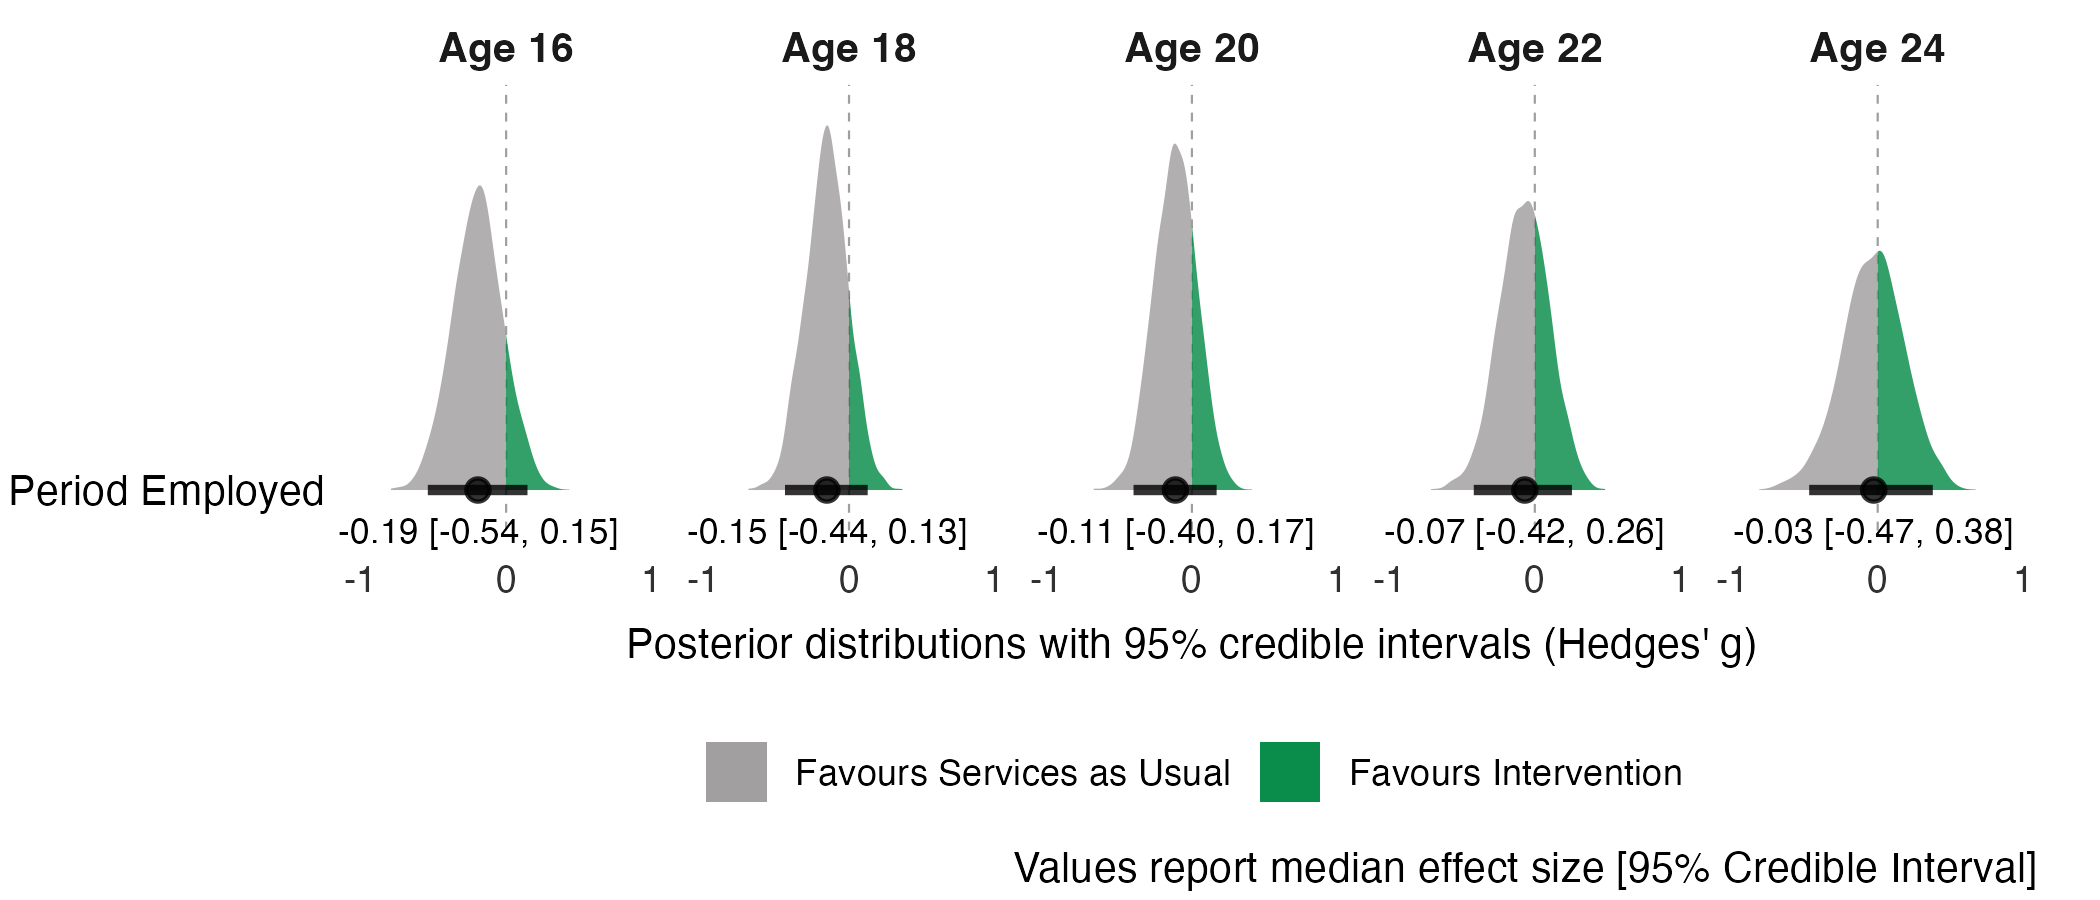 Age 16 Age 18 Age 20 Age 22 Age 24
Period Employed
-0.19 [-0.54, 0.15] -0.15 [-0.44, 0.13] -0.11 [-0.40, 0.17] -0.07 [-0.42, 0.26] -0.03 [-0.47, 0.38]
-1 0 1 -1 0 1 -1 0 1 -1 0 1 -1 0 1
Posterior distributions with 95% credible intervals (Hedges' g)
Favours Services as Usual Favours Intervention
Values report median effect size [95% Credible Interval]